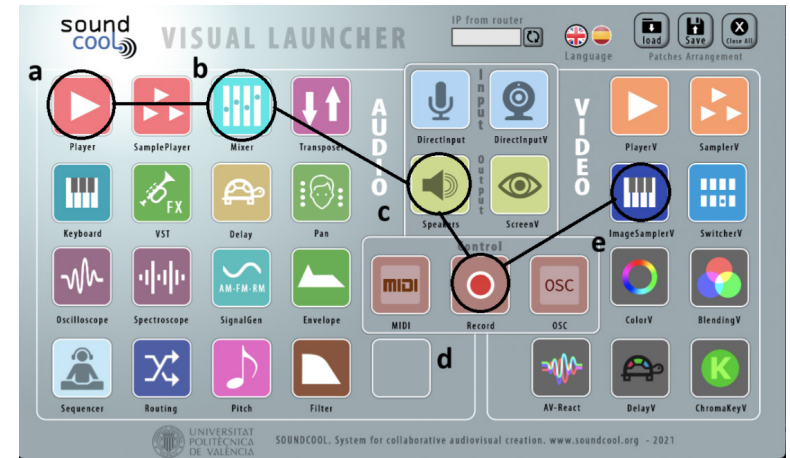 sound
cool
VISUAL LAUNCHER
IP from router
Language
load
Save
Close All
Patches Arrangement
a
b
AUDIO
Input
VIDEO
Player
SamplePlayer
Mixer
Transposer
DirectInput
DirectInputV
PlayerV
SamplerV
Output
FX
Keyboard
VST
Delay
Pan
c
Speakers
ScreenV
ImageSamplerV
SwitcherV
Control
e
AM-FM-RM
MIDI
OSC
Oscilloscope
Spectroscope
SignalGen
Envelope
MIDI
Record
OSC
ColorV
BlendingV
d
K
Sequencer
Routing
Pitch
Filter
AV-React
DelayV
ChromaKeyV
UNIVERSITAT
POLITÈCNICA
DE VALÈNCIA
SOUNDCOOL. System for collaborative audiovisual creation. www.soundcool.org - 2021